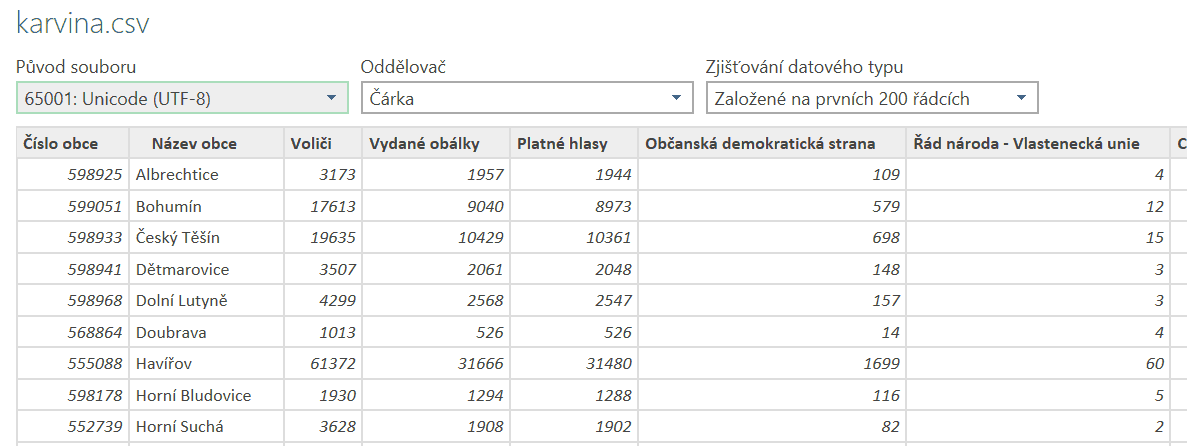 karvina.csv
Původ souboru Oddělovač Zjišťování datového typu
65001: Unicode (UTF-8) Čárka Založené na prvních 200 řádcích
Číslo obce Název obce Voliči Vydané obálky Platné hlasy Občanská demokratická strana Řád národa - Vlastenecká unie C
598925 Albrechtice 3173 1957 1944 109 4
599051 Bohumín 17613 9040 8973 579 12
598933 Český Těšín 19635 10429 10361 698 15
598941 Dětmarovice 3507 2061 2048 148 3
598968 Dolní Lutyně 4299 2568 2547 157 3
568864 Doubrava 1013 526 526 14 4
555088 Havířov 61372 31666 31480 1699 60
598178 Horní Bludovice 1930 1294 1288 116 5
552739 Horní Suchá 3628 1908 1902 82 2